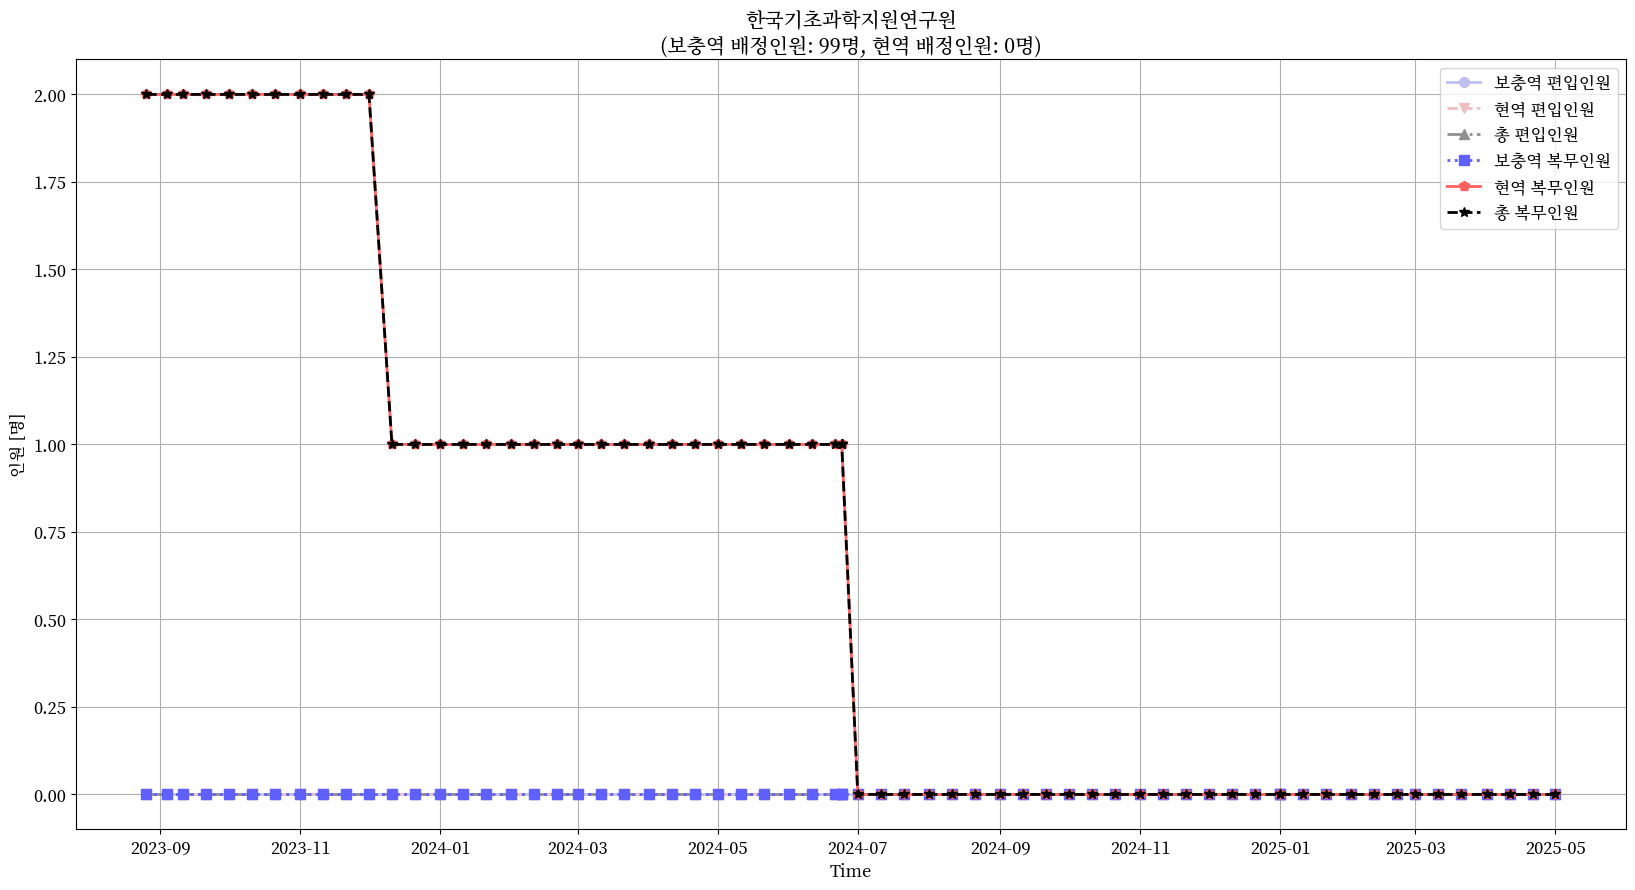 한국기초과학지원연구원
(보충역 배정인원: 99명, 현역 배정인원: 0명)
보충역 편입인원
현역 편입인원
총 편입인원
보충역 복무인원
현역 복무인원
총 복무인원
인원 [명]
2.00
1.75
1.50
1.25
1.00
0.75
0.50
0.25
0.00
2023-09 2023-11 2024-01 2024-03 2024-05 2024-07 2024-09 2024-11 2025-01 2025-03 2025-05
Time